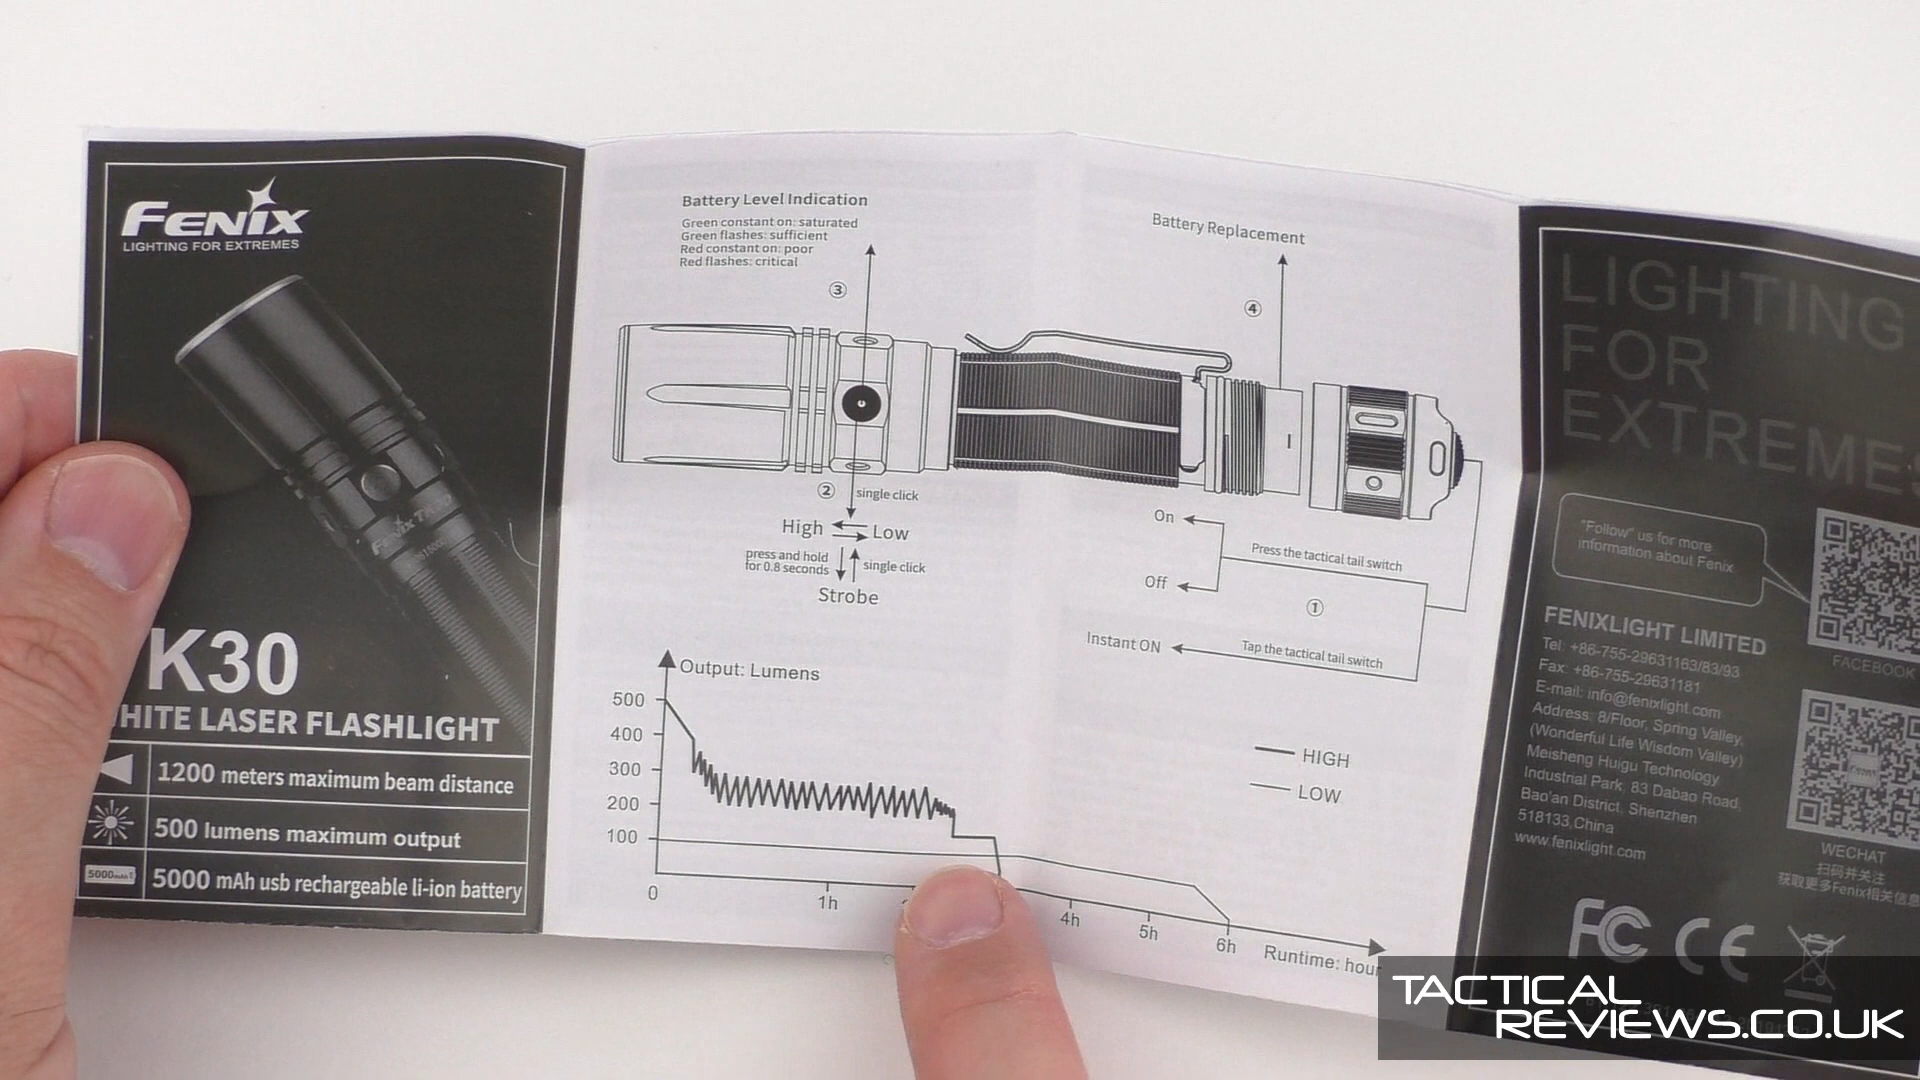 FENIX
LIGHTING FOR EXTREMES
K30
HITE LASER FLASHLIGHT
1200 meters maximum beam distance
500 lumens maximum output
5000mAh
5000 mAh usb rechargeable li-ion battery
Battery Level Indication
Green constant on: saturated
Green flashes: sufficient
Red constant on: poor
Red flashes: critical
③
② single click
High Low
press and hold
for 0.8 seconds
single click
Strobe
Output: Lumens
500
400
300
200
100
0
1h
4h
5h
6h
Runtime: hour
HIGH
LOW
Battery Replacement
④
On
Press the tactical tail switch
Off
①
Instant ON
Tap the tactical tail switch
LIGHTING
FOR
EXTREMES
"Follow" us for more
information about Fenix
FACEBOOK
FENIXLIGHT LIMITED
Tel: +86-755-29631163/83/93
Fax: +86-755-29631181
E-mail: info@fenixlight.com
Address: 8/Floor, Spring Valley,
(Wonderful Life Wisdom Valley)
Meisheng Huigu Technology
Industrial Park, 83 Dabao Road,
Bao'an District, Shenzhen
518133,China
www.fenixlight.com
WECHAT
扫码并关注
获取更多Fenix相关信息
FC CE
TACTICAL
REVIEWS.CO.UK